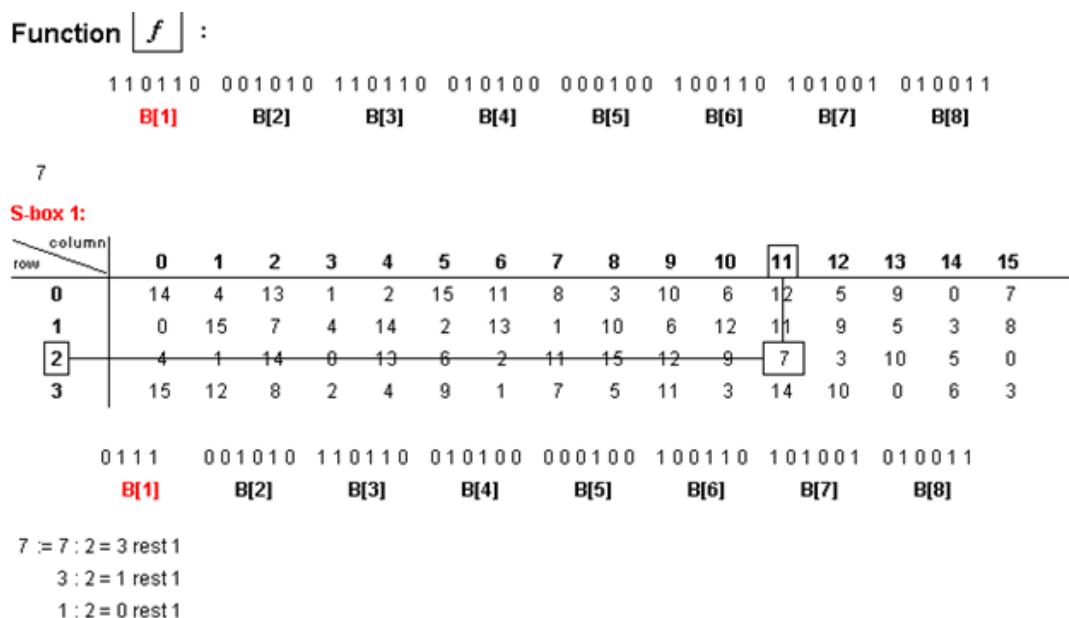 Function f :
110110 001010 110110 010100 000100 100110 101001 010011
B[1] B[2] B[3] B[4] B[5] B[6] B[7] B[8]
7
S-box 1:
column
row 0 1 2 3 4 5 6 7 8 9 10 11 12 13 14 15
0 14 4 13 1 2 15 11 8 3 10 6 12 5 9 0 7
1 0 15 7 4 14 2 13 1 10 6 12 11 9 5 3 8
2 4 1 14 8 13 6 2 11 15 12 9 7 3 10 5 0
3 15 12 8 2 4 9 1 7 5 11 3 14 10 0 6 3
0111 001010 110110 010100 000100 100110 101001 010011
B[1] B[2] B[3] B[4] B[5] B[6] B[7] B[8]
7 := 7 : 2 = 3 rest 1
3 : 2 = 1 rest 1
1 : 2 = 0 rest 1